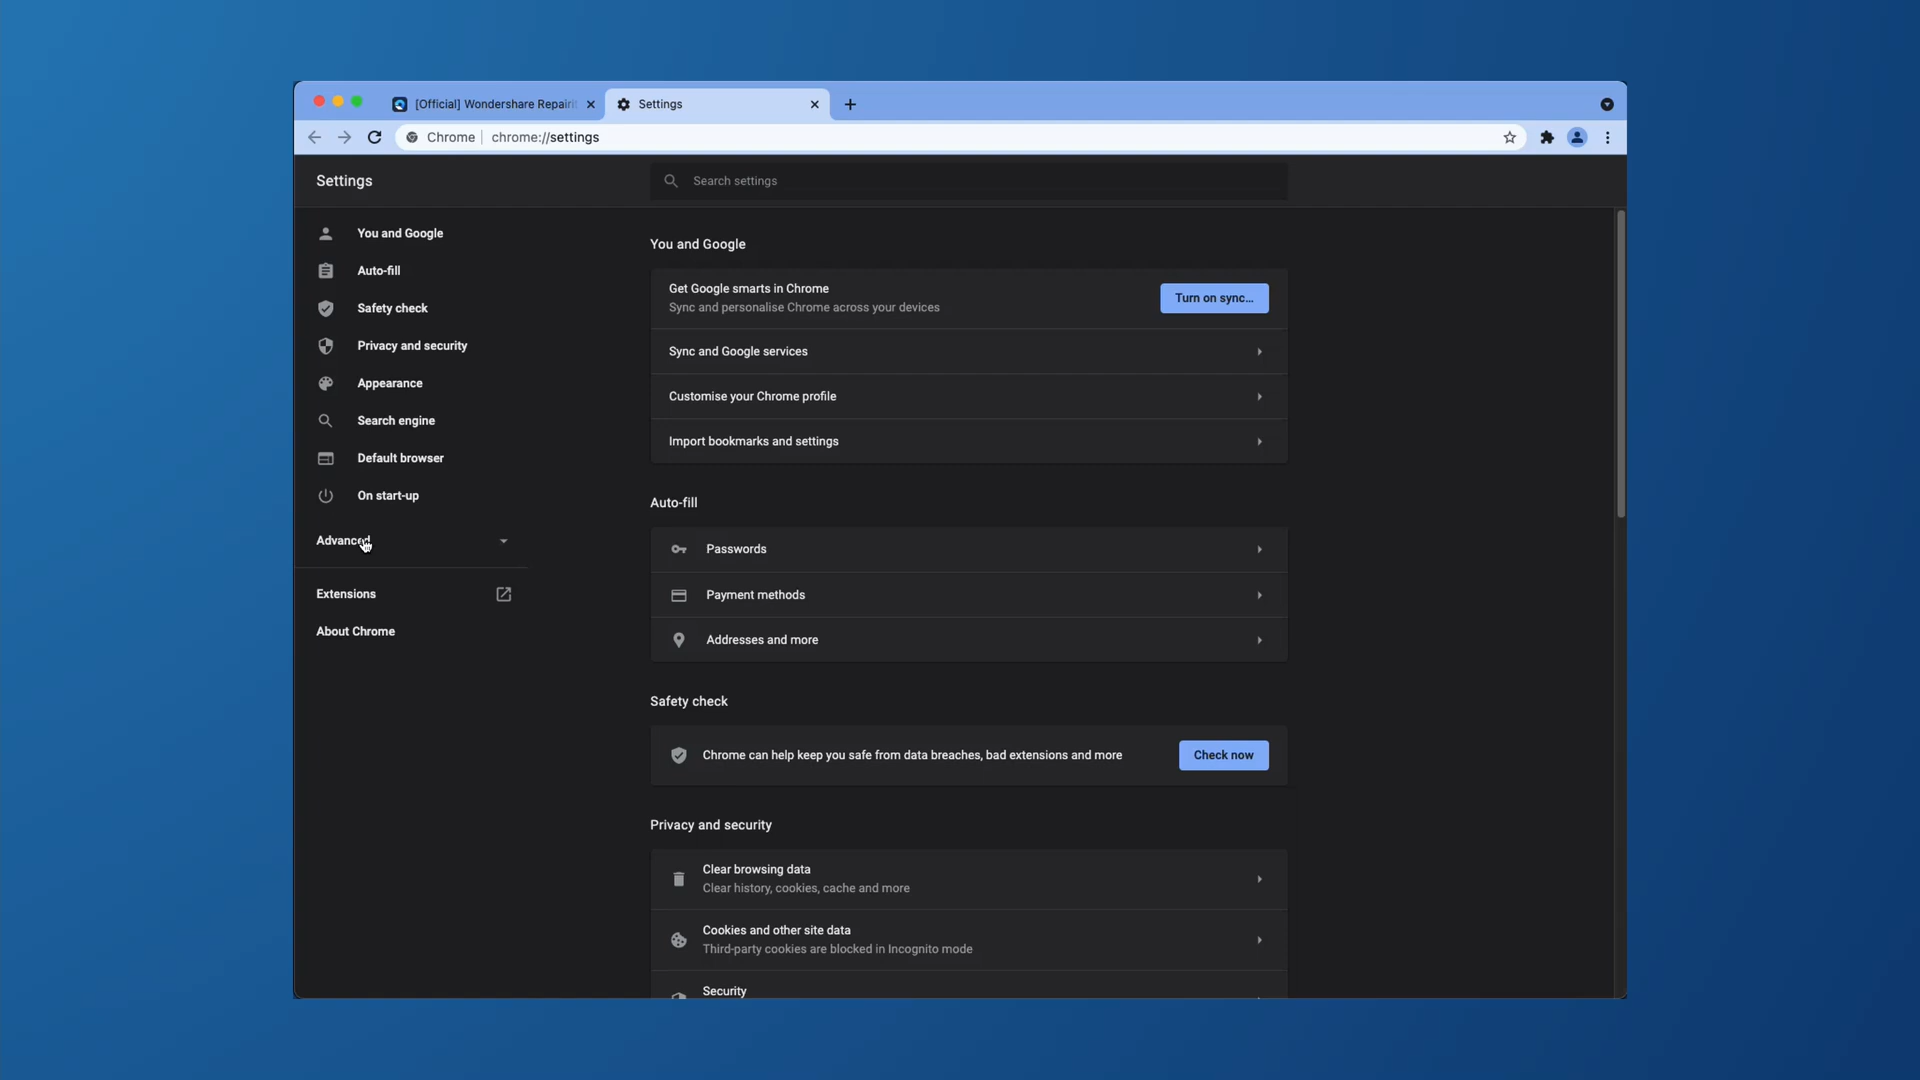 [Official] Wondershare Repairit
Settings
Chrome
chrome://settings
Settings
Search settings
You and Google
Auto-fill
Safety check
Privacy and security
Appearance
Search engine
Default browser
On start-up
Advanced
Extensions
About Chrome
You and Google
Get Google smarts in Chrome
Sync and personalise Chrome across your devices
Turn on sync...
Sync and Google services
Customise your Chrome profile
Import bookmarks and settings
Auto-fill
Passwords
Payment methods
Addresses and more
Safety check
Chrome can help keep you safe from data breaches, bad extensions and more
Check now
Privacy and security
Clear browsing data
Clear history, cookies, cache and more
Cookies and other site data
Third-party cookies are blocked in Incognito mode
Security